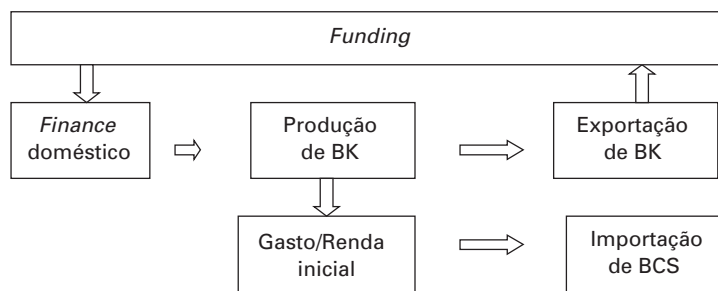 Funding
Finance
doméstico
Produção
de BK
Exportação
de BK
Gasto/Renda
inicial
Importação
de BCS